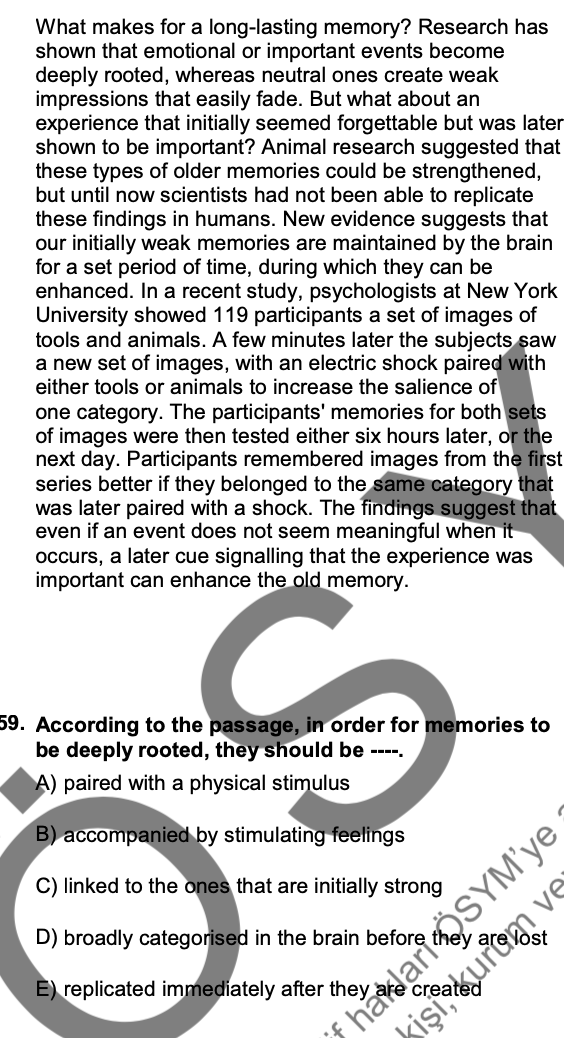 What makes for a long-lasting memory? Research has
shown that emotional or important events become
deeply rooted, whereas neutral ones create weak
impressions that easily fade. But what about an
experience that initially seemed forgettable but was later
shown to be important? Animal research suggested that
these types of older memories could be strengthened,
but until now scientists had not been able to replicate
these findings in humans. New evidence suggests that
our initially weak memories are maintained by the brain
for a set period of time, during which they can be
enhanced. In a recent study, psychologists at New York
University showed 119 participants a set of images of
tools and animals. A few minutes later the subjects saw
a new set of images, with an electric shock paired with
either tools or animals to increase the salience of
one category. The participants' memories for both sets
of images were then tested either six hours later, or the
next day. Participants remembered images from the first
series better if they belonged to the same category that
was later paired with a shock. The findings suggest that
even if an event does not seem meaningful when it
occurs, a later cue signalling that the experience was
important can enhance the old memory.
59. According to the passage, in order for memories to
be deeply rooted, they should be ----.
A) paired with a physical stimulus
B) accompanied by stimulating feelings
C) linked to the ones that are initially strong
D) broadly categorised in the brain before they are lost
E) replicated immediately after they are created
ÖSY
hakları ÖSYM'ye
kişi, kurum ve